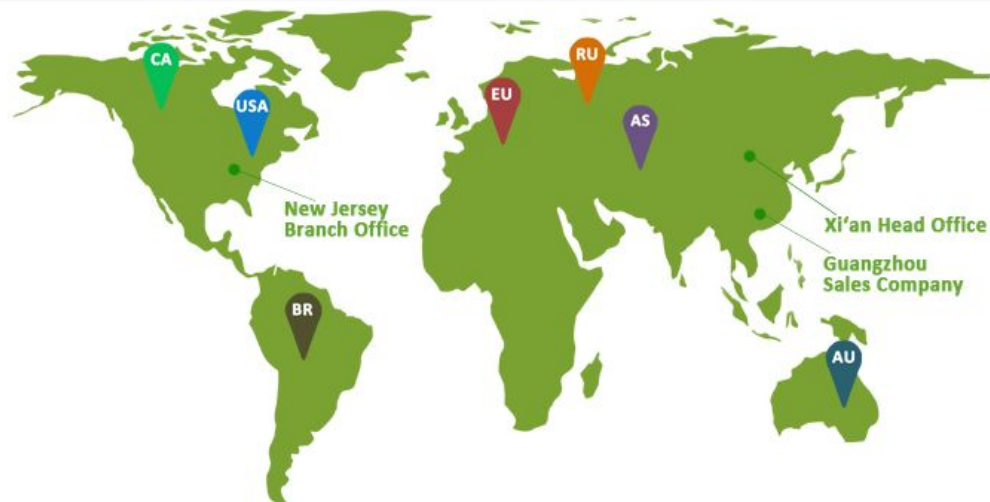 CA
RU
EU
USA
AS
New Jersey
Branch Office
Xi‘an Head Office
Guangzhou
Sales Company
BR
AU